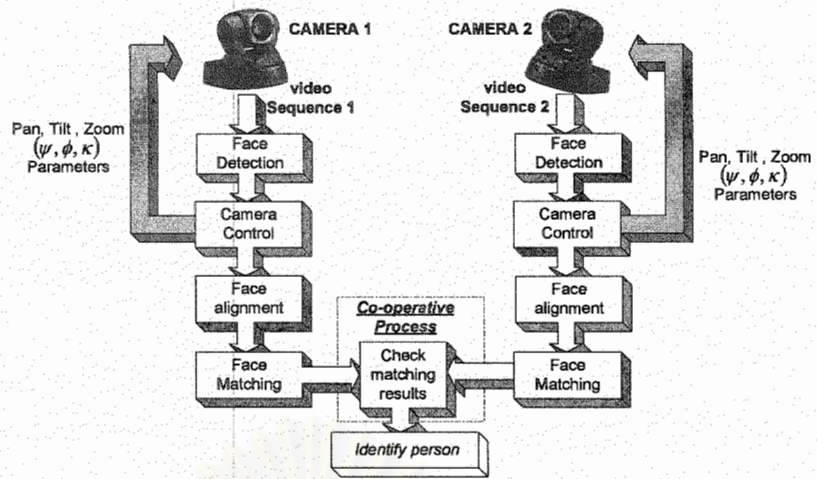 CAMERA 1
video
Sequence 1
Pan, Tilt , Zoom
(ψ, ϕ, κ)
Parameters
Face
Detection
Camera
Control
Face
alignment
Face
Matching
CAMERA 2
video
Sequence 2
Pan, Tilt , Zoom
(ψ, ϕ, κ)
Parameters
Face
Detection
Camera
Control
Face
alignment
Face
Matching
Co-operative
Process
Check
matching
results
Identify person